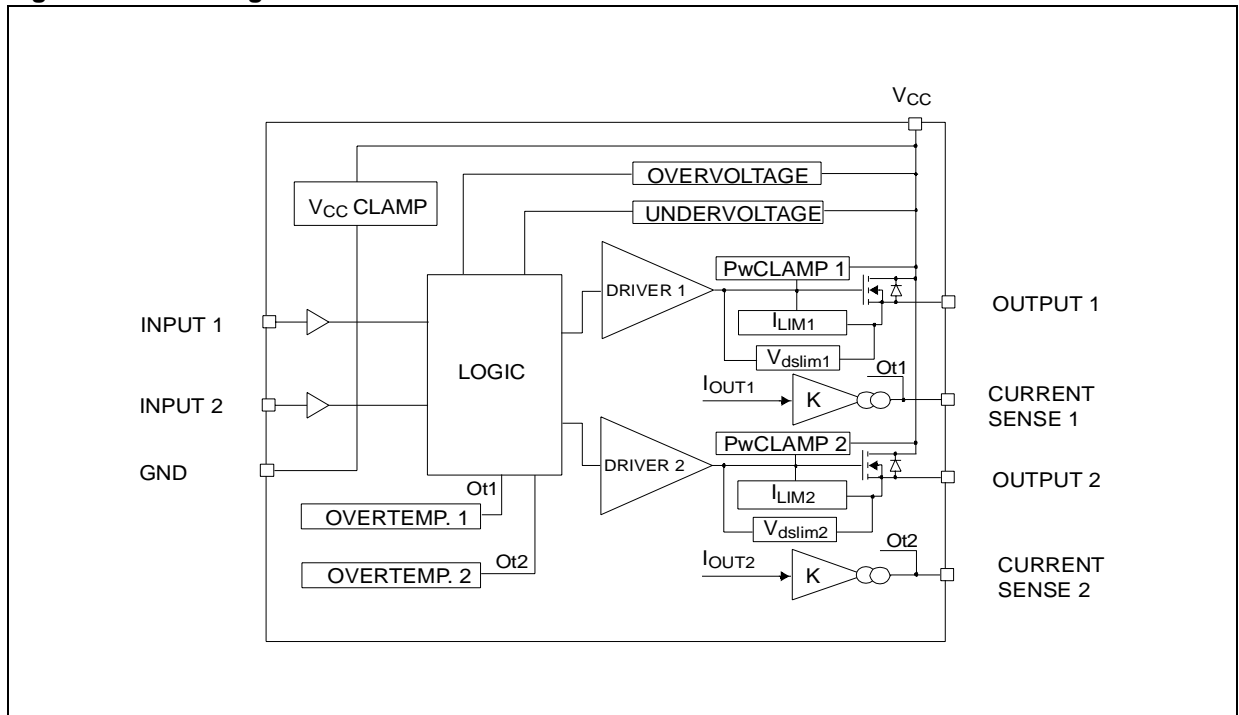 VCC
OVERVOLTAGE
VCC CLAMP
UNDERVOLTAGE
PwCLAMP 1
DRIVER 1
OUTPUT 1
INPUT 1
ILIM1
Vdslim1
LOGIC
Ot1
IOUT1
K
CURRENT
SENSE 1
INPUT 2
PwCLAMP 2
DRIVER 2
GND
OUTPUT 2
Ot1
ILIM2
OVERTEMP. 1
Vdslim2
Ot2
Ot2
IOUT2
OVERTEMP. 2
K
CURRENT
SENSE 2